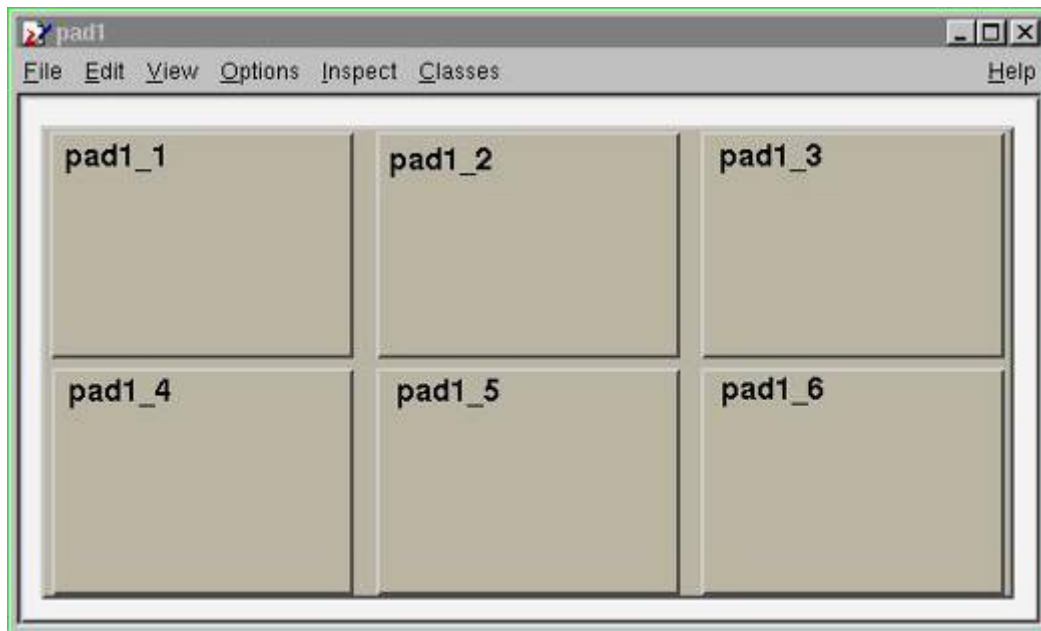 pad1
File Edit View Options Inspect Classes Help
pad1_1 pad1_2 pad1_3
pad1_4 pad1_5 pad1_6